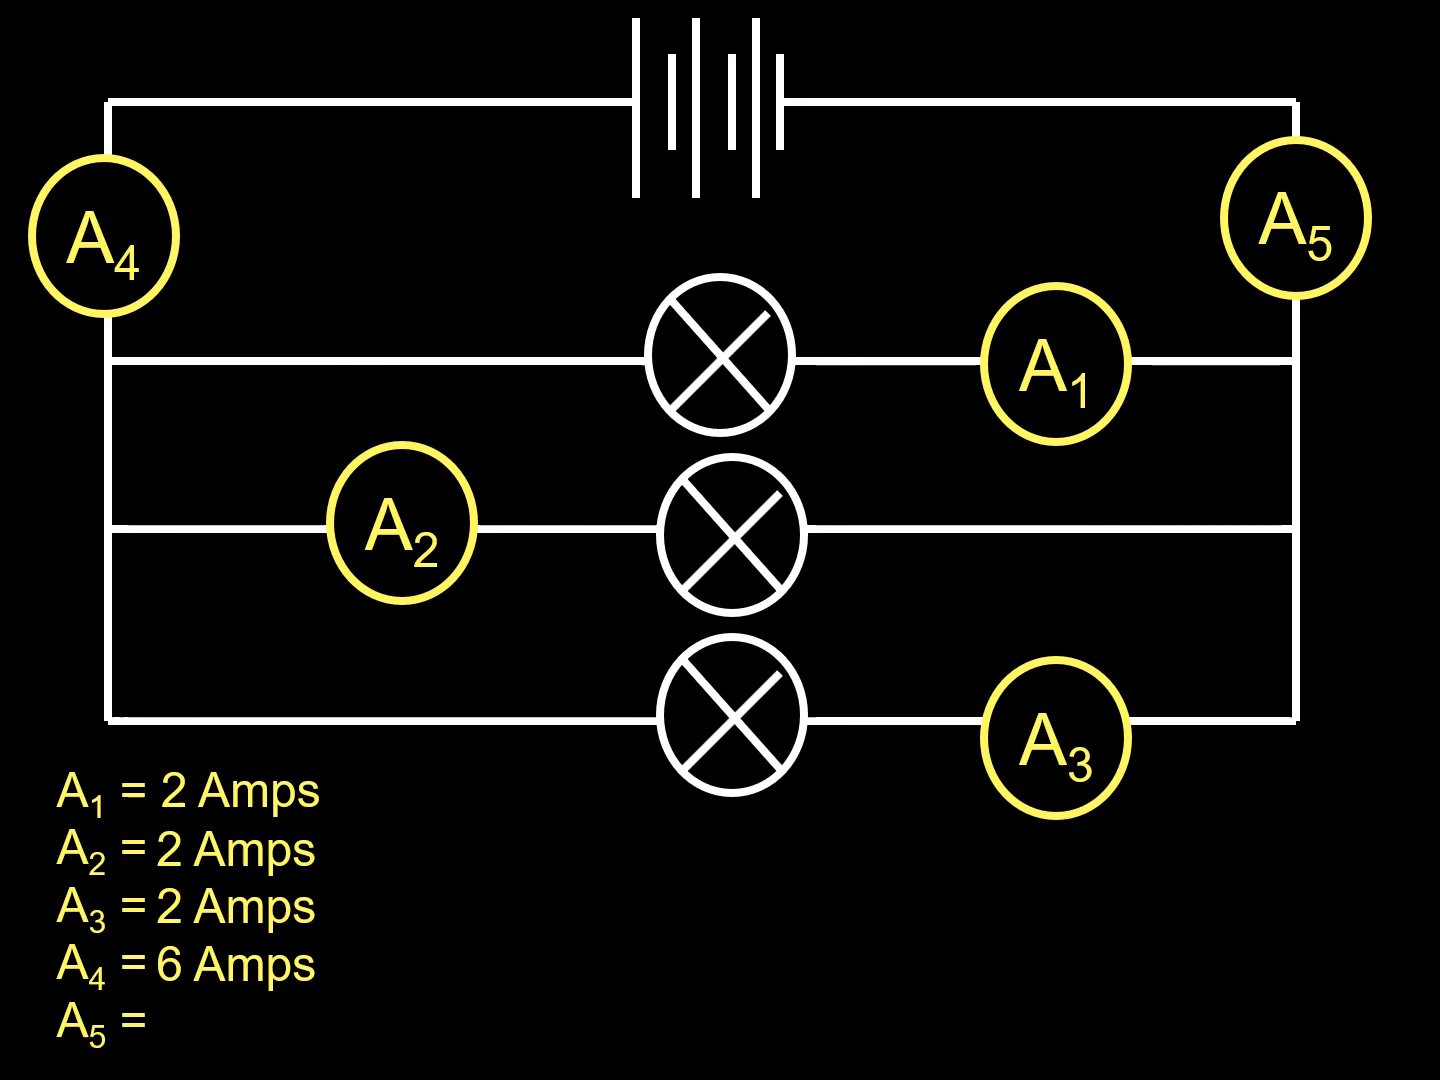 A4
A5
A1
A2
A3
A1 = 2 Amps
A2 = 2 Amps
A3 = 2 Amps
A4 = 6 Amps
A5 =